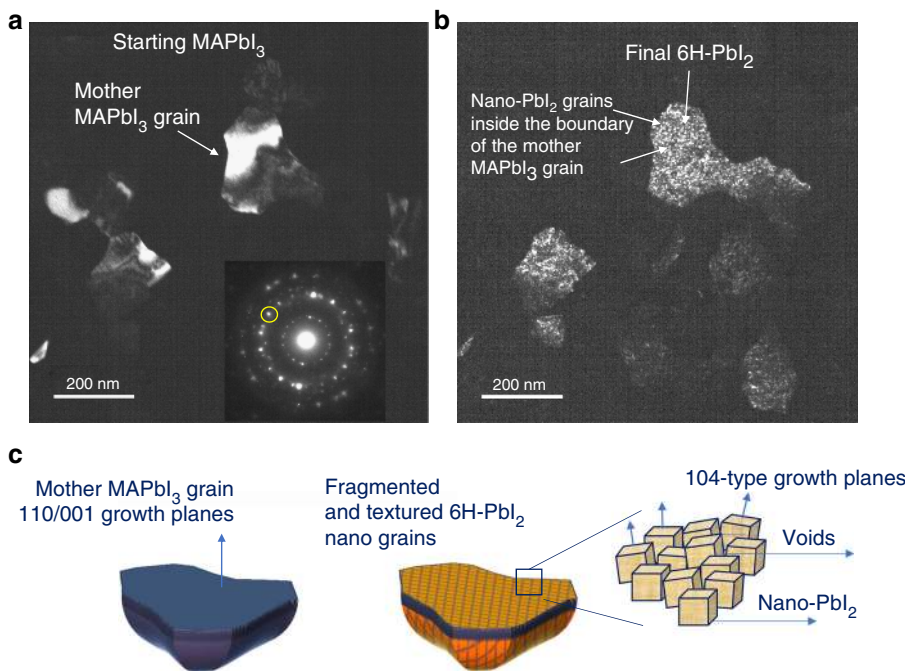 a
Starting MAPbI3
Mother
MAPbI3 grain
200 nm
b
Final 6H-PbI2
Nano-PbI2 grains
inside the boundary
of the mother
MAPbI3 grain
200 nm
c
Mother MAPbI3 grain
110/001 growth planes
Fragmented
and textured 6H-PbI2
nano grains
104-type growth planes
Voids
Nano-PbI2